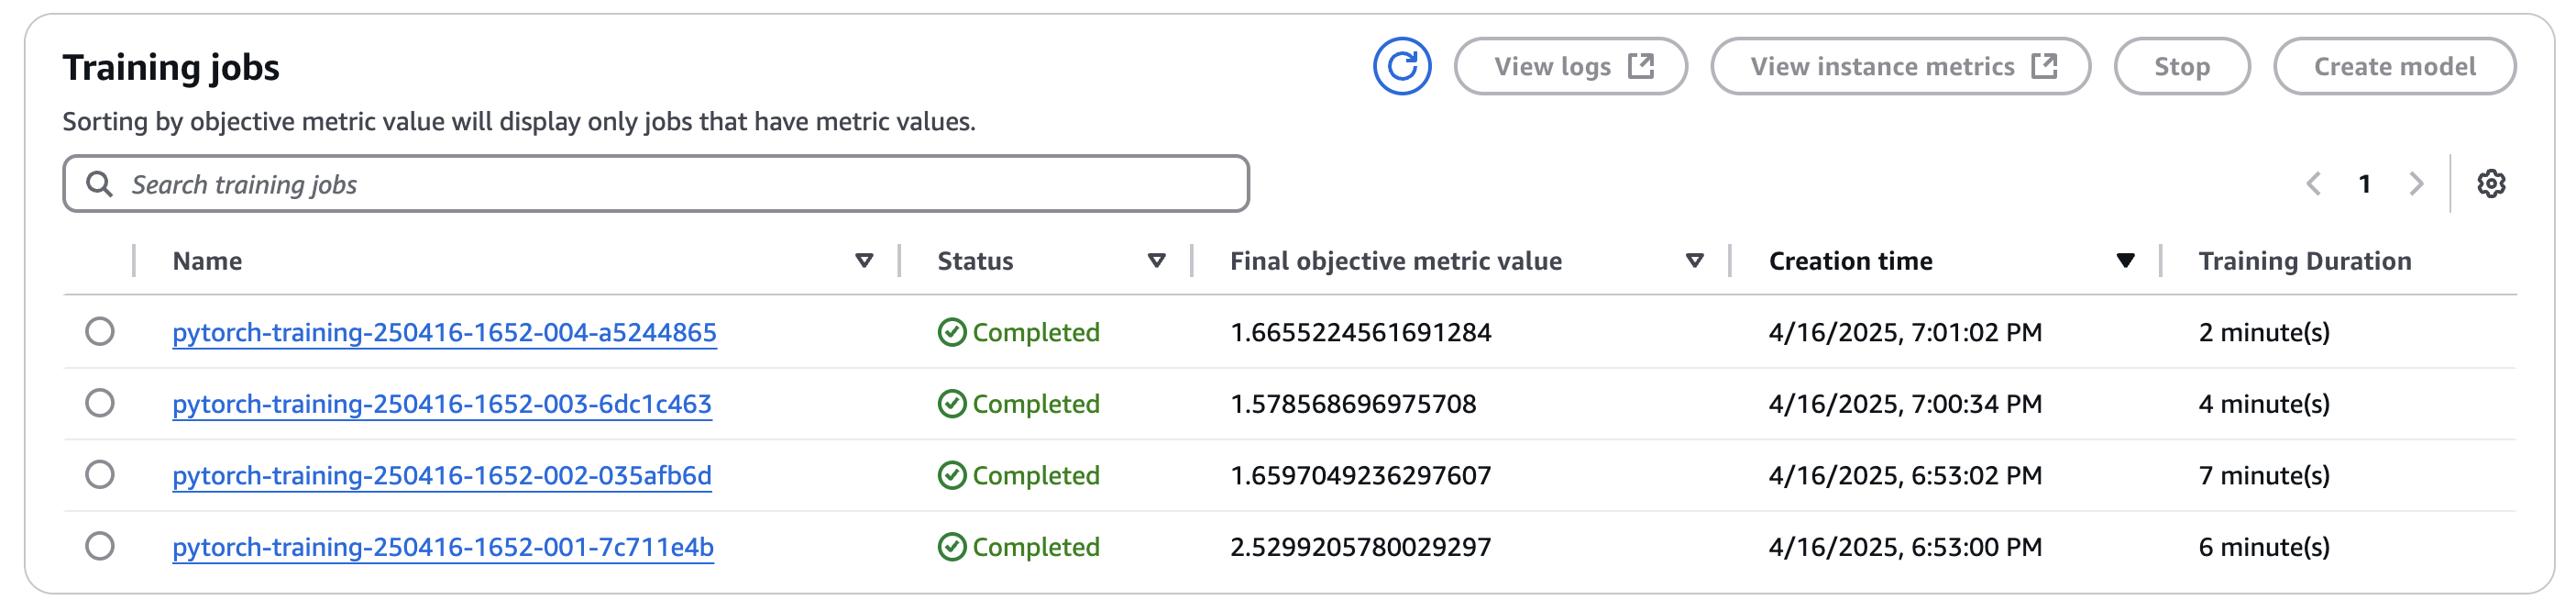 Training jobs
View logs
View instance metrics
Stop
Create model
Sorting by objective metric value will display only jobs that have metric values.
Search training jobs
1
Name Status Final objective metric value Creation time Training Duration
pytorch-training-250416-1652-004-a5244865 Completed 1.6655224561691284 4/16/2025, 7:01:02 PM 2 minute(s)
pytorch-training-250416-1652-003-6dc1c463 Completed 1.578568696975708 4/16/2025, 7:00:34 PM 4 minute(s)
pytorch-training-250416-1652-002-035afb6d Completed 1.6597049236297607 4/16/2025, 6:53:02 PM 7 minute(s)
pytorch-training-250416-1652-001-7c711e4b Completed 2.5299205780029297 4/16/2025, 6:53:00 PM 6 minute(s)